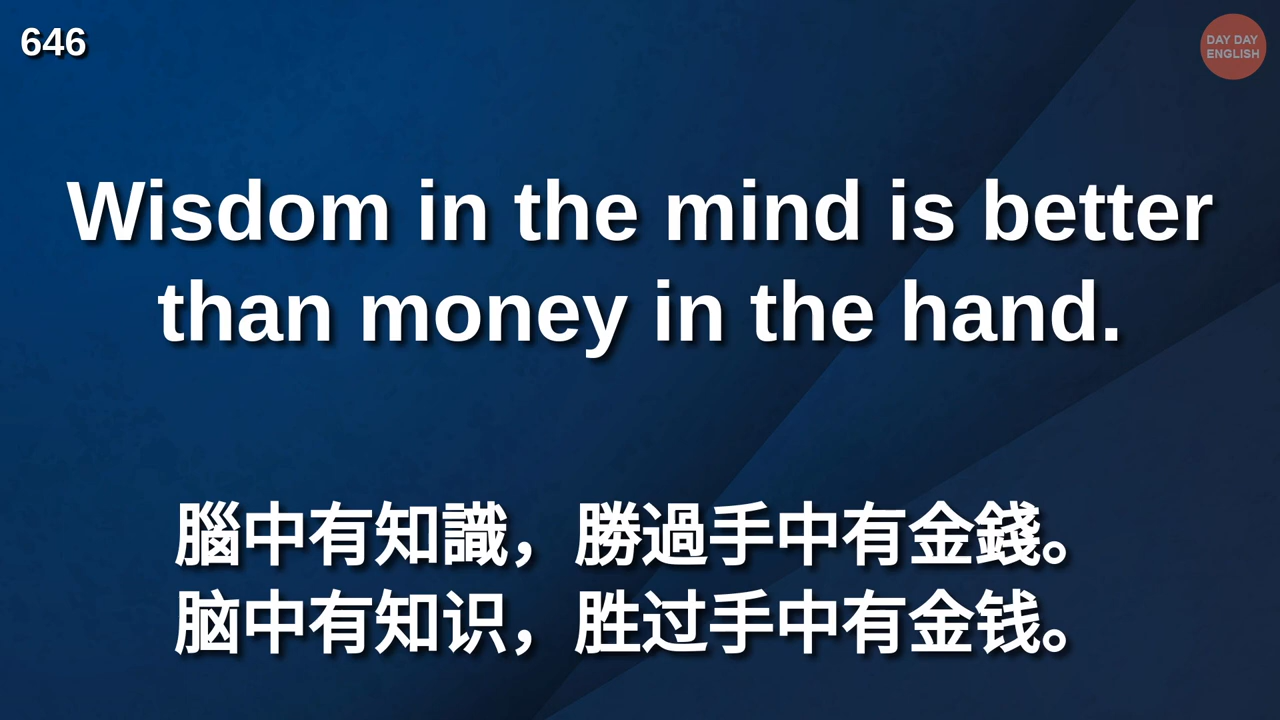 646
DAY DAY
ENGLISH
Wisdom in the mind is better
than money in the hand.
腦中有知識，勝過手中有金錢。
脑中有知识，胜过手中有金钱。